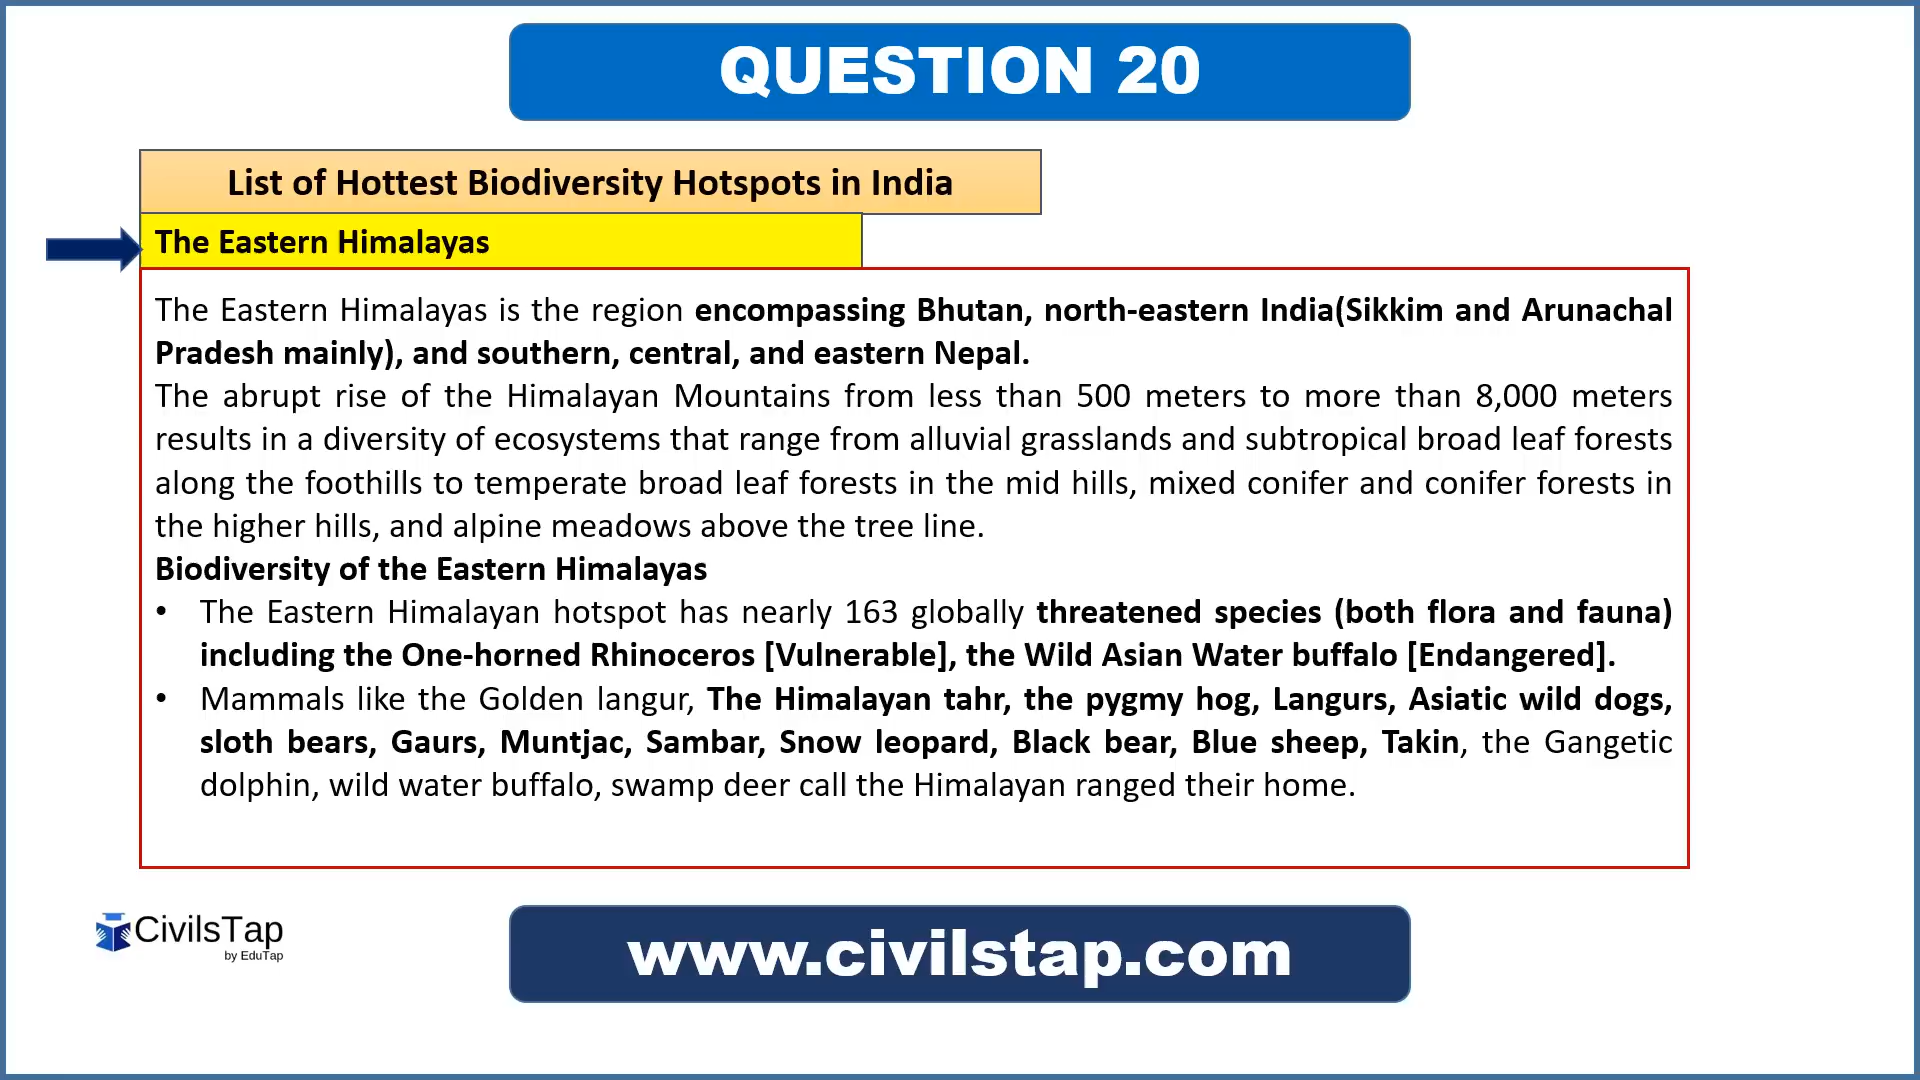 QUESTION 20
List of Hottest Biodiversity Hotspots in India
The Eastern Himalayas
The Eastern Himalayas is the region encompassing Bhutan, north-eastern India(Sikkim and Arunachal
Pradesh mainly), and southern, central, and eastern Nepal.
The abrupt rise of the Himalayan Mountains from less than 500 meters to more than 8,000 meters
results in a diversity of ecosystems that range from alluvial grasslands and subtropical broad leaf forests
along the foothills to temperate broad leaf forests in the mid hills, mixed conifer and conifer forests in
the higher hills, and alpine meadows above the tree line.
Biodiversity of the Eastern Himalayas
• The Eastern Himalayan hotspot has nearly 163 globally threatened species (both flora and fauna)
including the One-horned Rhinoceros [Vulnerable], the Wild Asian Water buffalo [Endangered].
• Mammals like the Golden langur, The Himalayan tahr, the pygmy hog, Langurs, Asiatic wild dogs,
sloth bears, Gaurs, Muntjac, Sambar, Snow leopard, Black bear, Blue sheep, Takin, the Gangetic
dolphin, wild water buffalo, swamp deer call the Himalayan ranged their home.
CivilsTap
by EduTap
www.civilstap.com